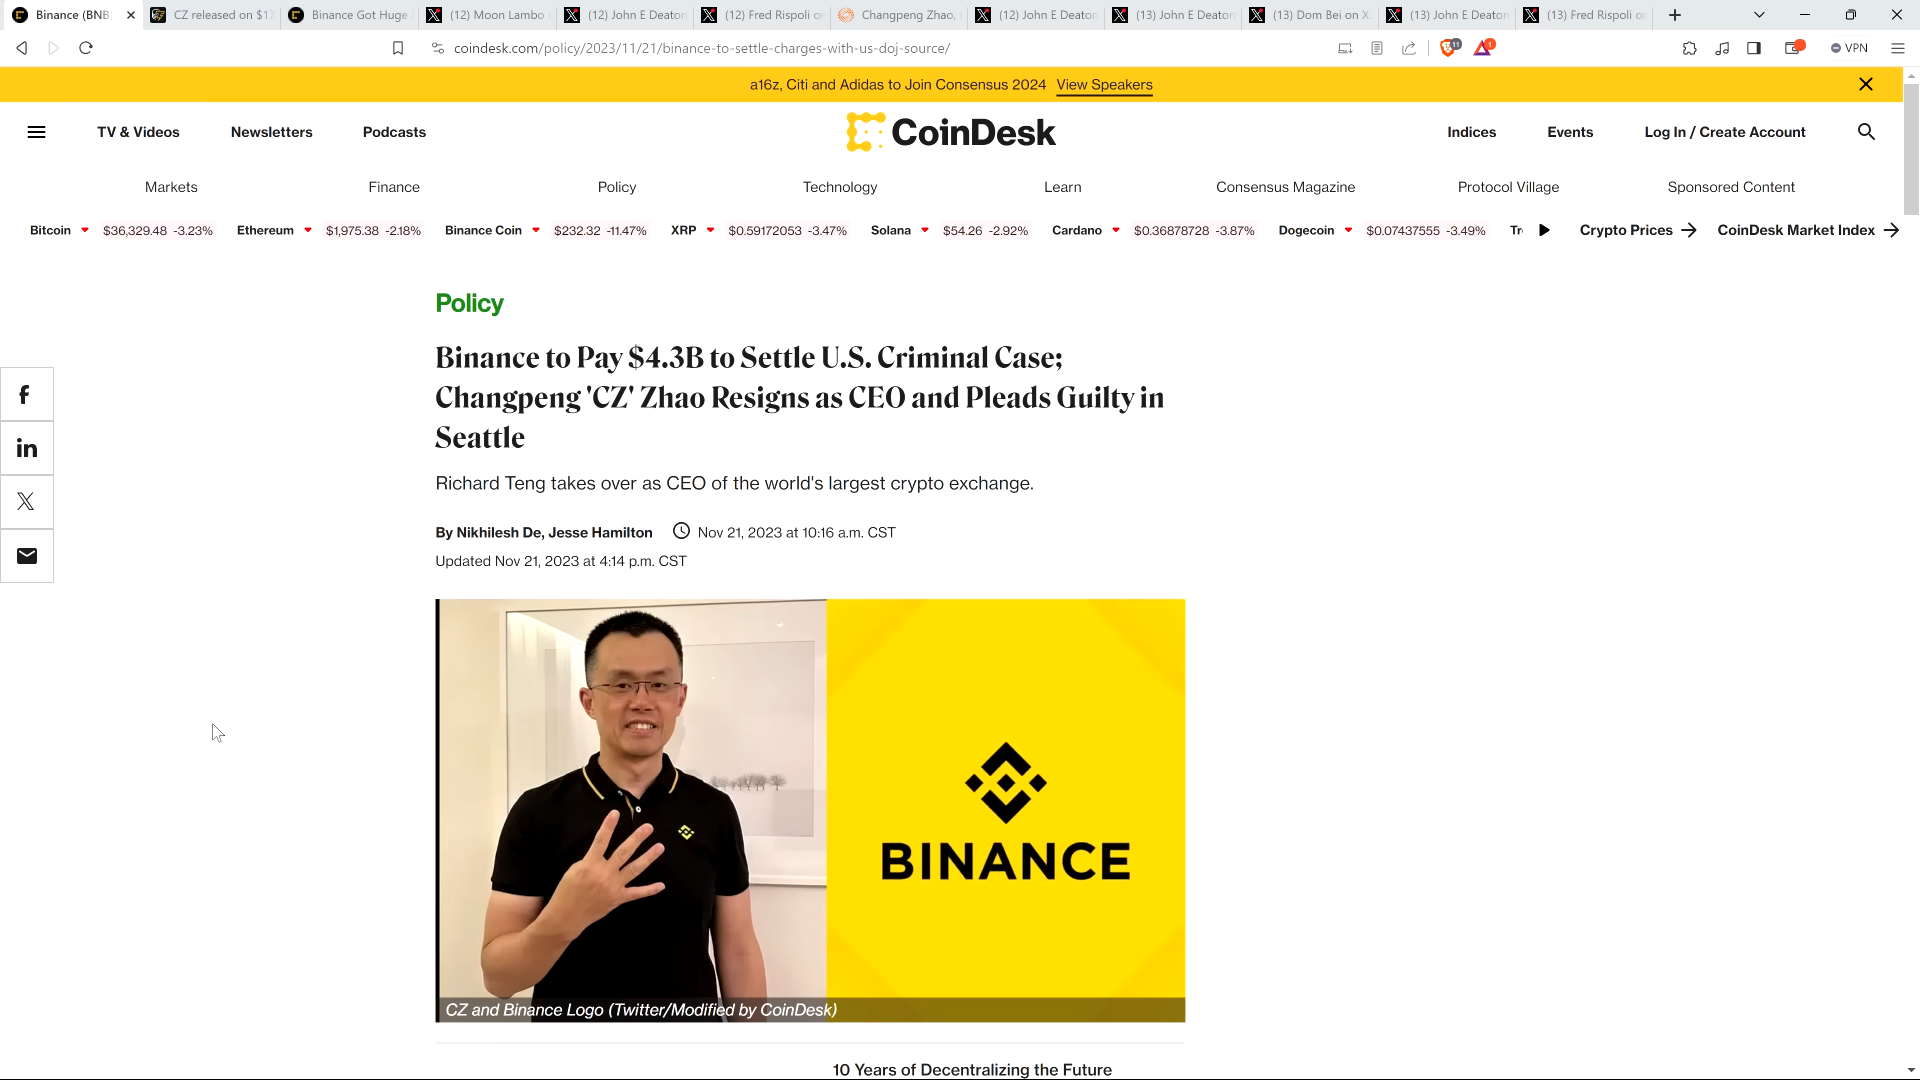 Binance (BNB
CZ released on $17
Binance Got Huge
(12) Moon Lambo
(12) John E Deaton
(12) Fred Rispoli on
Changpeng Zhao,
(12) John E Deaton
(13) John E Deaton
(13) Dom Bei on X
(13) John E Deaton
(13) Fred Rispoli on
coindesk.com/policy/2023/11/21/binance-to-settle-charges-with-us-doj-source/
VPN
a16z, Citi and Adidas to Join Consensus 2024 View Speakers
TV & Videos Newsletters Podcasts CoinDesk Indices Events Log In / Create Account
Markets Finance Policy Technology Learn Consensus Magazine Protocol Village Sponsored Content
Bitcoin $36,329.48 -3.23% Ethereum $1,975.38 -2.18% Binance Coin $232.32 -11.47% XRP $0.59172053 -3.47% Solana $54.26 -2.92% Cardano $0.36878728 -3.87% Dogecoin $0.07437555 -3.49% Tr Crypto Prices CoinDesk Market Index
Policy
Binance to Pay $4.3B to Settle U.S. Criminal Case;
Changpeng 'CZ' Zhao Resigns as CEO and Pleads Guilty in
Seattle
Richard Teng takes over as CEO of the world's largest crypto exchange.
By Nikhilesh De, Jesse Hamilton Nov 21, 2023 at 10:16 a.m. CST
Updated Nov 21, 2023 at 4:14 p.m. CST
BINANCE
CZ and Binance Logo (Twitter/Modified by CoinDesk)
10 Years of Decentralizing the Future